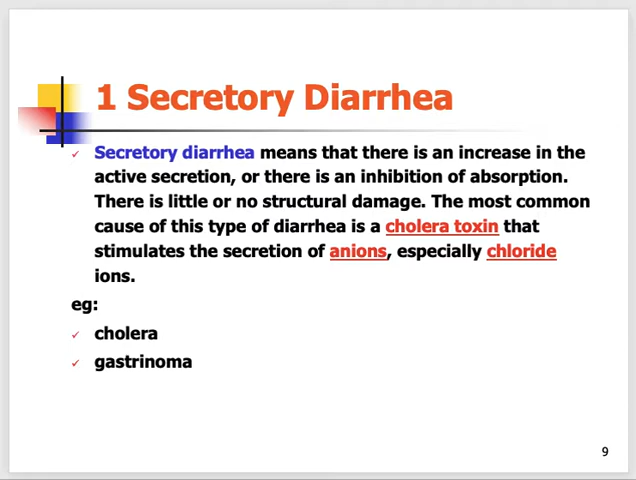 1 Secretory Diarrhea
✓ Secretory diarrhea means that there is an increase in the
active secretion, or there is an inhibition of absorption.
There is little or no structural damage. The most common
cause of this type of diarrhea is a cholera toxin that
stimulates the secretion of anions, especially chloride
ions.
eg:
✓ cholera
✓ gastrinoma
9